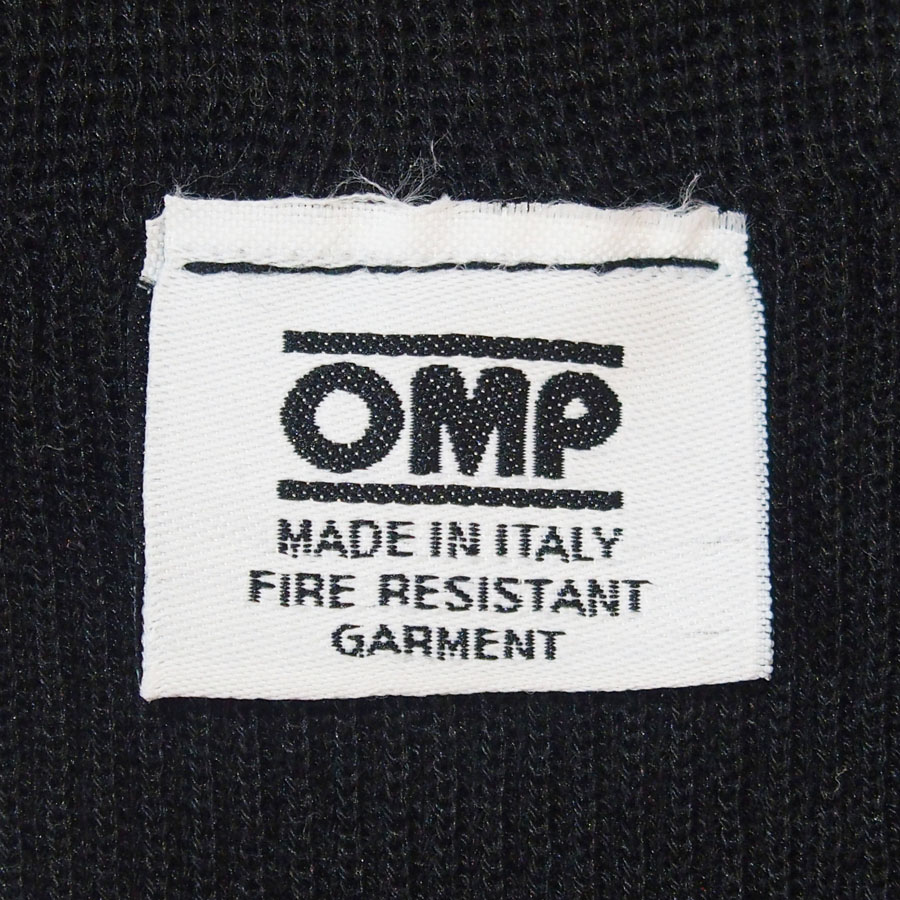 OMP
MADE IN ITALY
FIRE RESISTANT
GARMENT